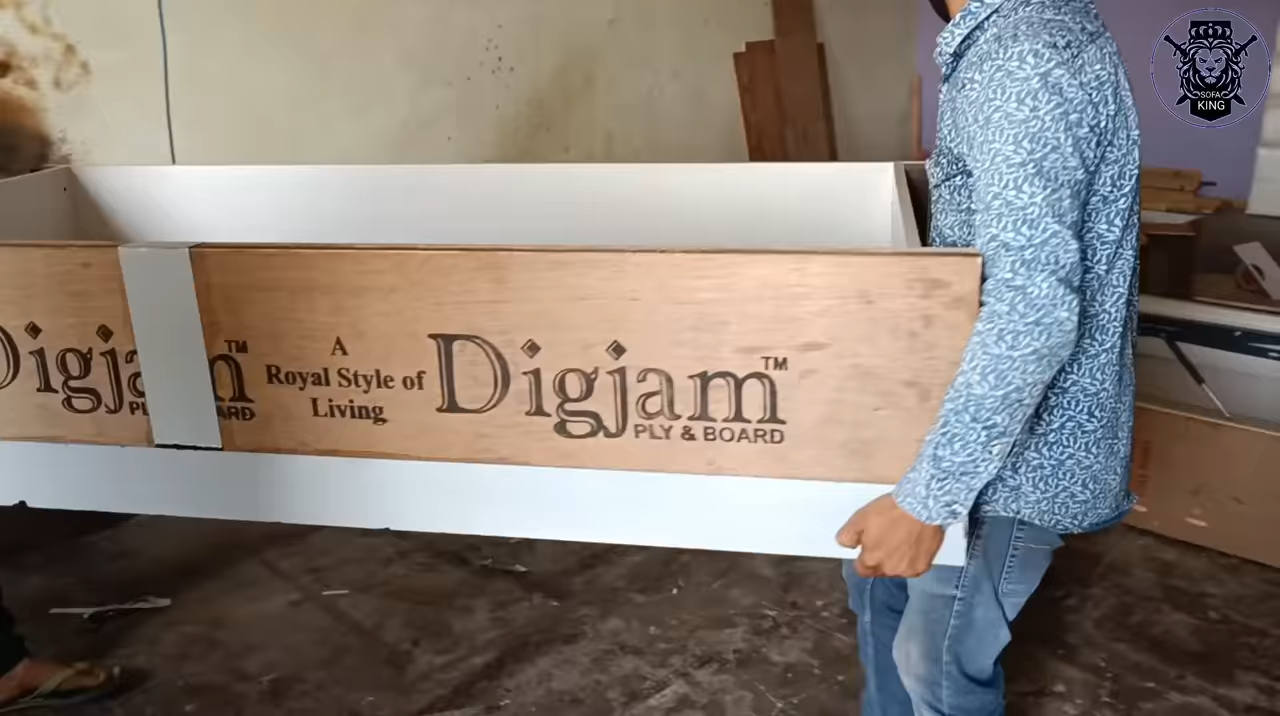 SOFA
KING
Digjam™
PLY & BOARD
A
Royal Style of
Living
Digjam™
PLY & BOARD